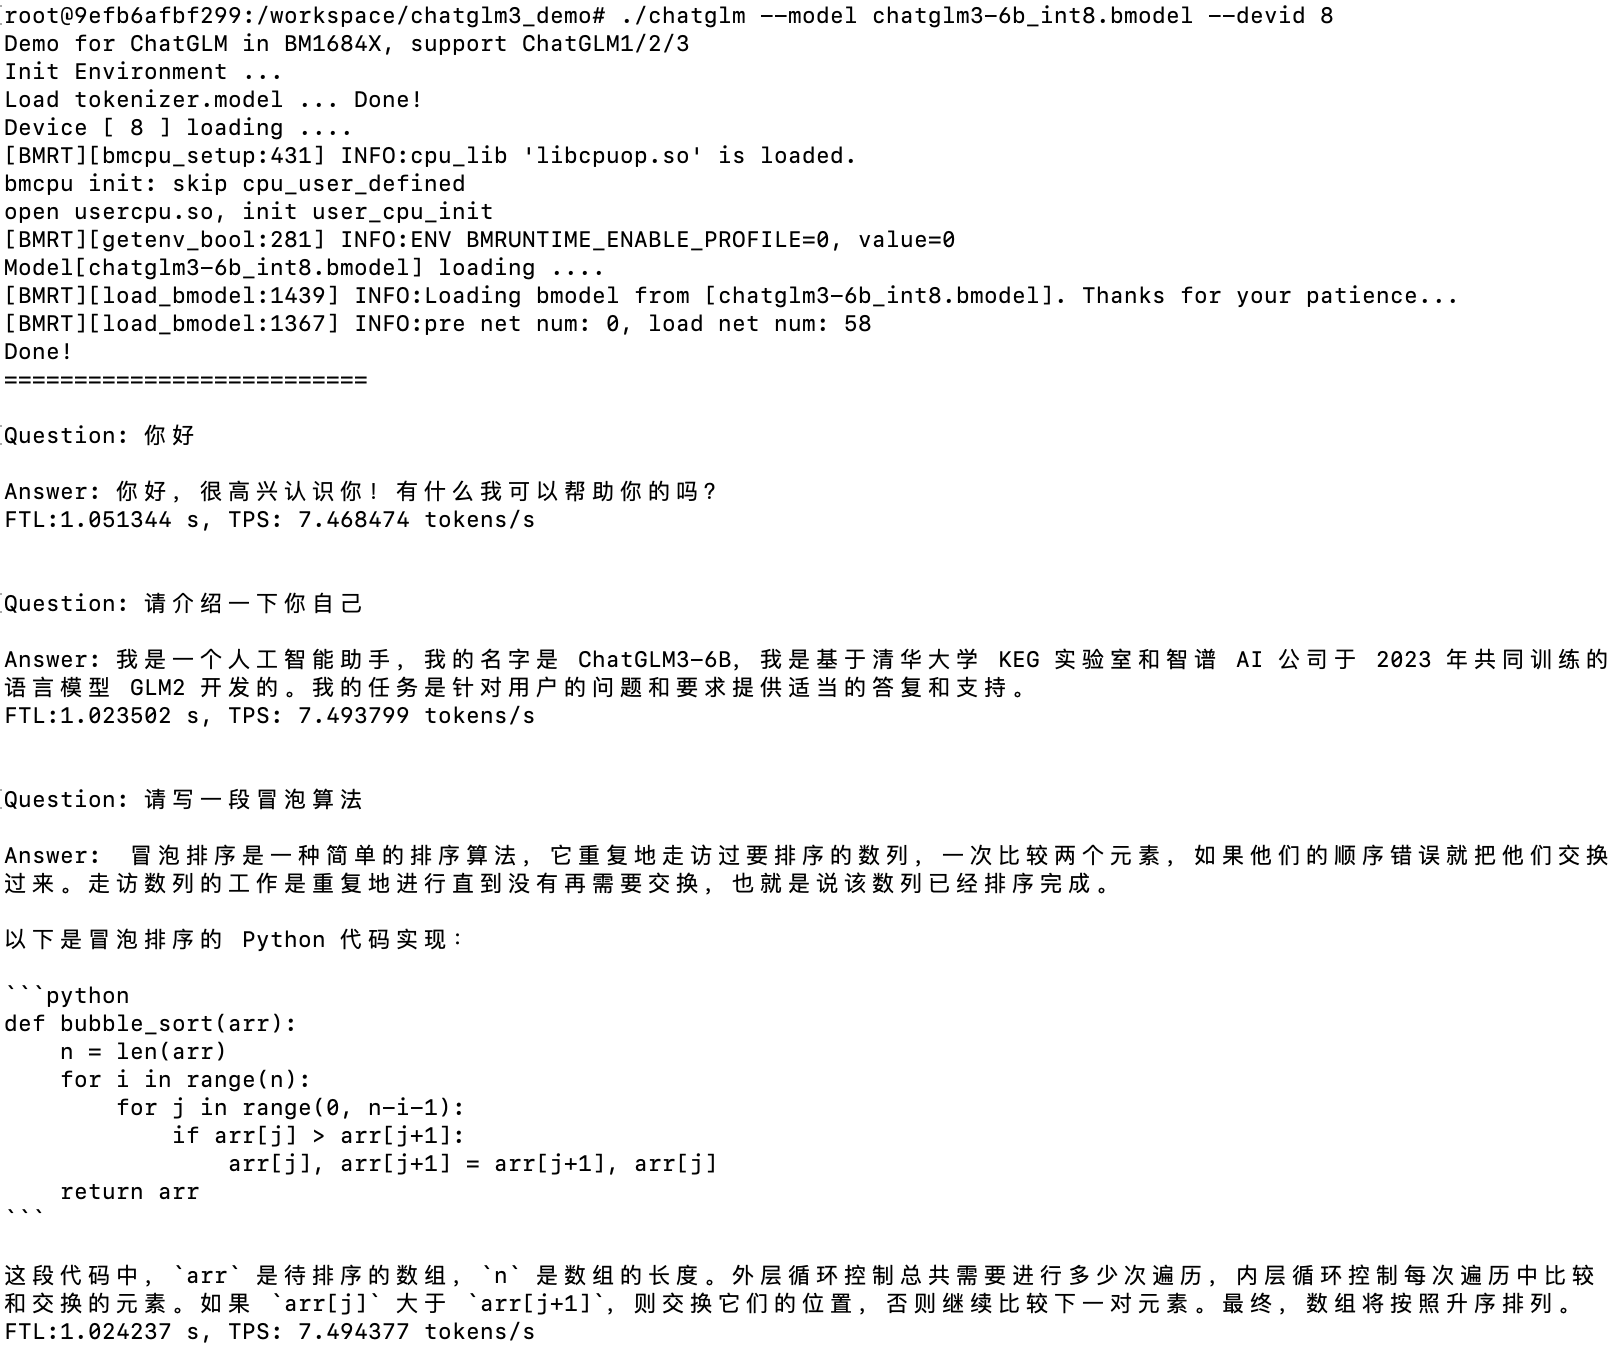 root@9efb6afbf299:/workspace/chatglm3_demo# ./chatglm --model chatglm3-6b_int8.bmodel --devid 8
Demo for ChatGLM in BM1684X, support ChatGLM1/2/3
Init Environment ...
Load tokenizer.model ... Done!
Device [ 8 ] loading ....
[BMRT][bmcpu_setup:431] INFO:cpu_lib 'libcpuop.so' is loaded.
bmcpu init: skip cpu_user_defined
open usercpu.so, init user_cpu_init
[BMRT][getenv_bool:281] INFO:ENV BMRUNTIME_ENABLE_PROFILE=0, value=0
Model[chatglm3-6b_int8.bmodel] loading ....
[BMRT][load_bmodel:1439] INFO:Loading bmodel from [chatglm3-6b_int8.bmodel]. Thanks for your patience...
[BMRT][load_bmodel:1367] INFO:pre net num: 0, load net num: 58
Done!
==========================
Question: 你好
Answer: 你好，很高兴认识你！有什么我可以帮助你的吗？
FTL:1.051344 s, TPS: 7.468474 tokens/s
Question: 请介绍一下你自己
Answer: 我是一个人工智能助手，我的名字是 ChatGLM3-6B，我是基于清华大学 KEG 实验室和智谱 AI 公司于 2023 年共同训练的
语言模型 GLM2 开发的。我的任务是针对用户的问题和要求提供适当的答复和支持。
FTL:1.023502 s, TPS: 7.493799 tokens/s
Question: 请写一段冒泡算法
Answer:  冒泡排序是一种简单的排序算法，它重复地走访过要排序的数列，一次比较两个元素，如果他们的顺序错误就把他们交换
过来。走访数列的工作是重复地进行直到没有再需要交换，也就是说该数列已经排序完成。
以下是冒泡排序的 Python 代码实现：
```python
def bubble_sort(arr):
    n = len(arr)
    for i in range(n):
        for j in range(0, n-i-1):
            if arr[j] > arr[j+1]:
                arr[j], arr[j+1] = arr[j+1], arr[j]
    return arr
```
这段代码中，`arr` 是待排序的数组，`n` 是数组的长度。外层循环控制总共需要进行多少次遍历，内层循环控制每次遍历中比较
和交换的元素。如果 `arr[j]` 大于 `arr[j+1]`，则交换它们的位置，否则继续比较下一对元素。最终，数组将按照升序排列。
FTL:1.024237 s, TPS: 7.494377 tokens/s